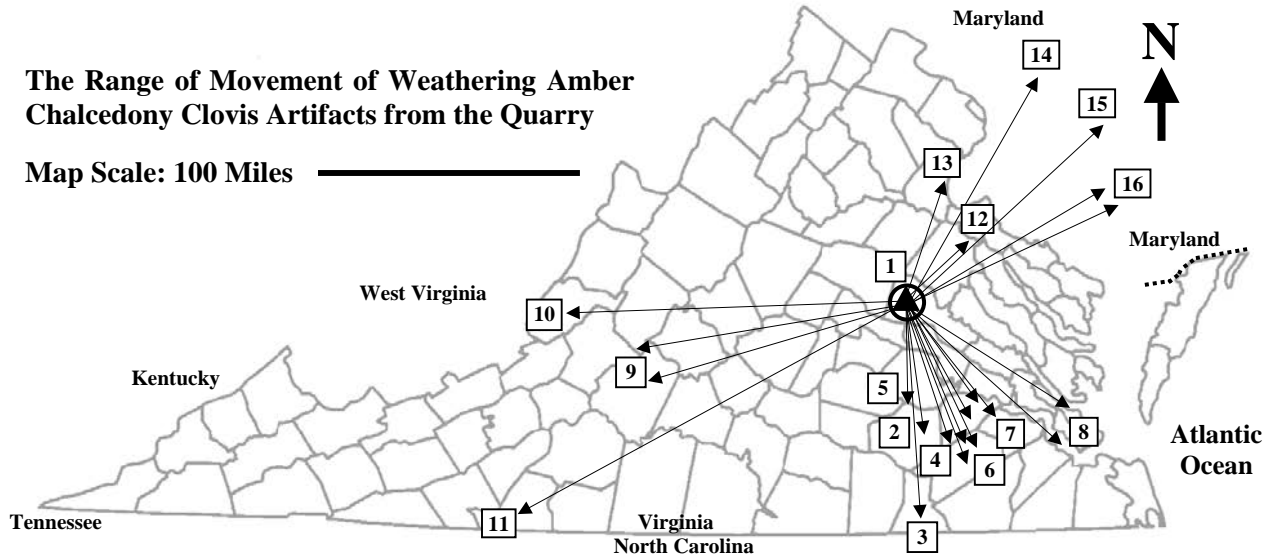 Maryland
N
14
The Range of Movement of Weathering Amber
Chalcedony Clovis Artifacts from the Quarry
15
Map Scale: 100 Miles
13
16
12
Maryland
1
West Virginia
10
Kentucky
9
5
2
7
8
Atlantic
Ocean
4
6
Tennessee
11
Virginia
North Carolina
3